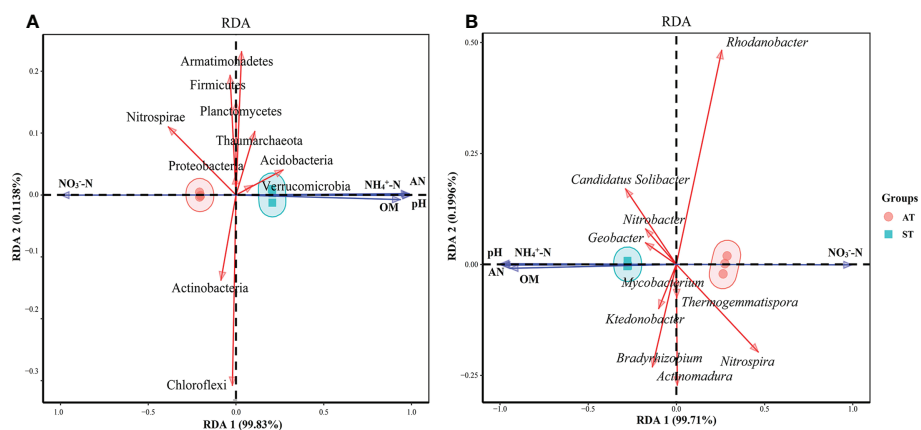 A
RDA
0.2
0.1
0.0
-0.1
-0.2
-0.3
RDA 2 (0.1138%)
Armatimohadetes
Firmicutes
Planctomycetes
Nitrospirae
Thaumarchaeota
Proteobacteria
Acidobacteria
Verrucomicrobia
NO₃⁻-N
NH₄⁺-N
AN
OM
pH
Actinobacteria
Chloroflexi
-1.0
-0.5
0.0
0.5
1.0
RDA 1 (99.83%)
B
RDA
0.50
0.25
0.00
-0.25
RDA 2 (0.1996%)
Rhodanobacter
Candidatus Solibacter
Nitrobacter
Geobacter
pH
NH₄⁺-N
AN
OM
NO₃⁻-N
Mycobacterium
Thermogemmatispora
Ktedonobacter
Bradyrhizobium
Nitrospira
Actinomadura
-1.0
-0.5
0.0
0.5
1.0
RDA 1 (99.71%)
Groups
AT
ST